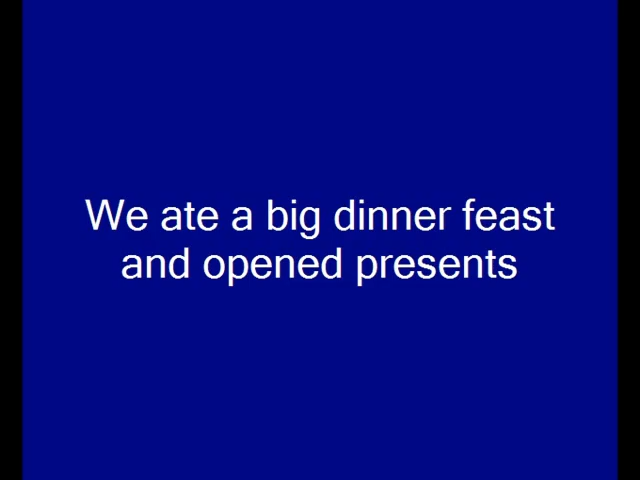 We ate a big dinner feast
and opened presents